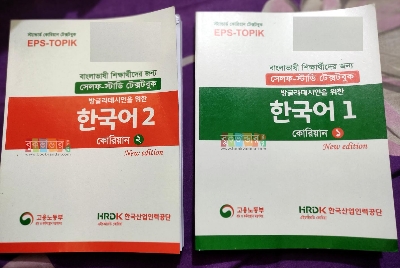 স্ট্যান্ডার্ড কোরিয়ান টেক্সটবুক
EPS-TOPIK
বাংলাভাষী শিক্ষার্থীদের জন্য
সেলফ-স্টাডি টেক্সটবুক
방글라데시인을 위한
한국어 2
কোরিয়ান ২
New edition
고용노동부
HRDK 한국산업인력공단
স্ট্যান্ডার্ড কোরিয়ান টেক্সটবুক
EPS-TOPIK
বাংলাভাষী শিক্ষার্থীদের জন্য
সেলফ-স্টাডি টেক্সটবুক
방글라데시인을 위한
한국어 1
কোরিয়ান ১
New edition
고용노동부
HRDK 한국산업인력공단